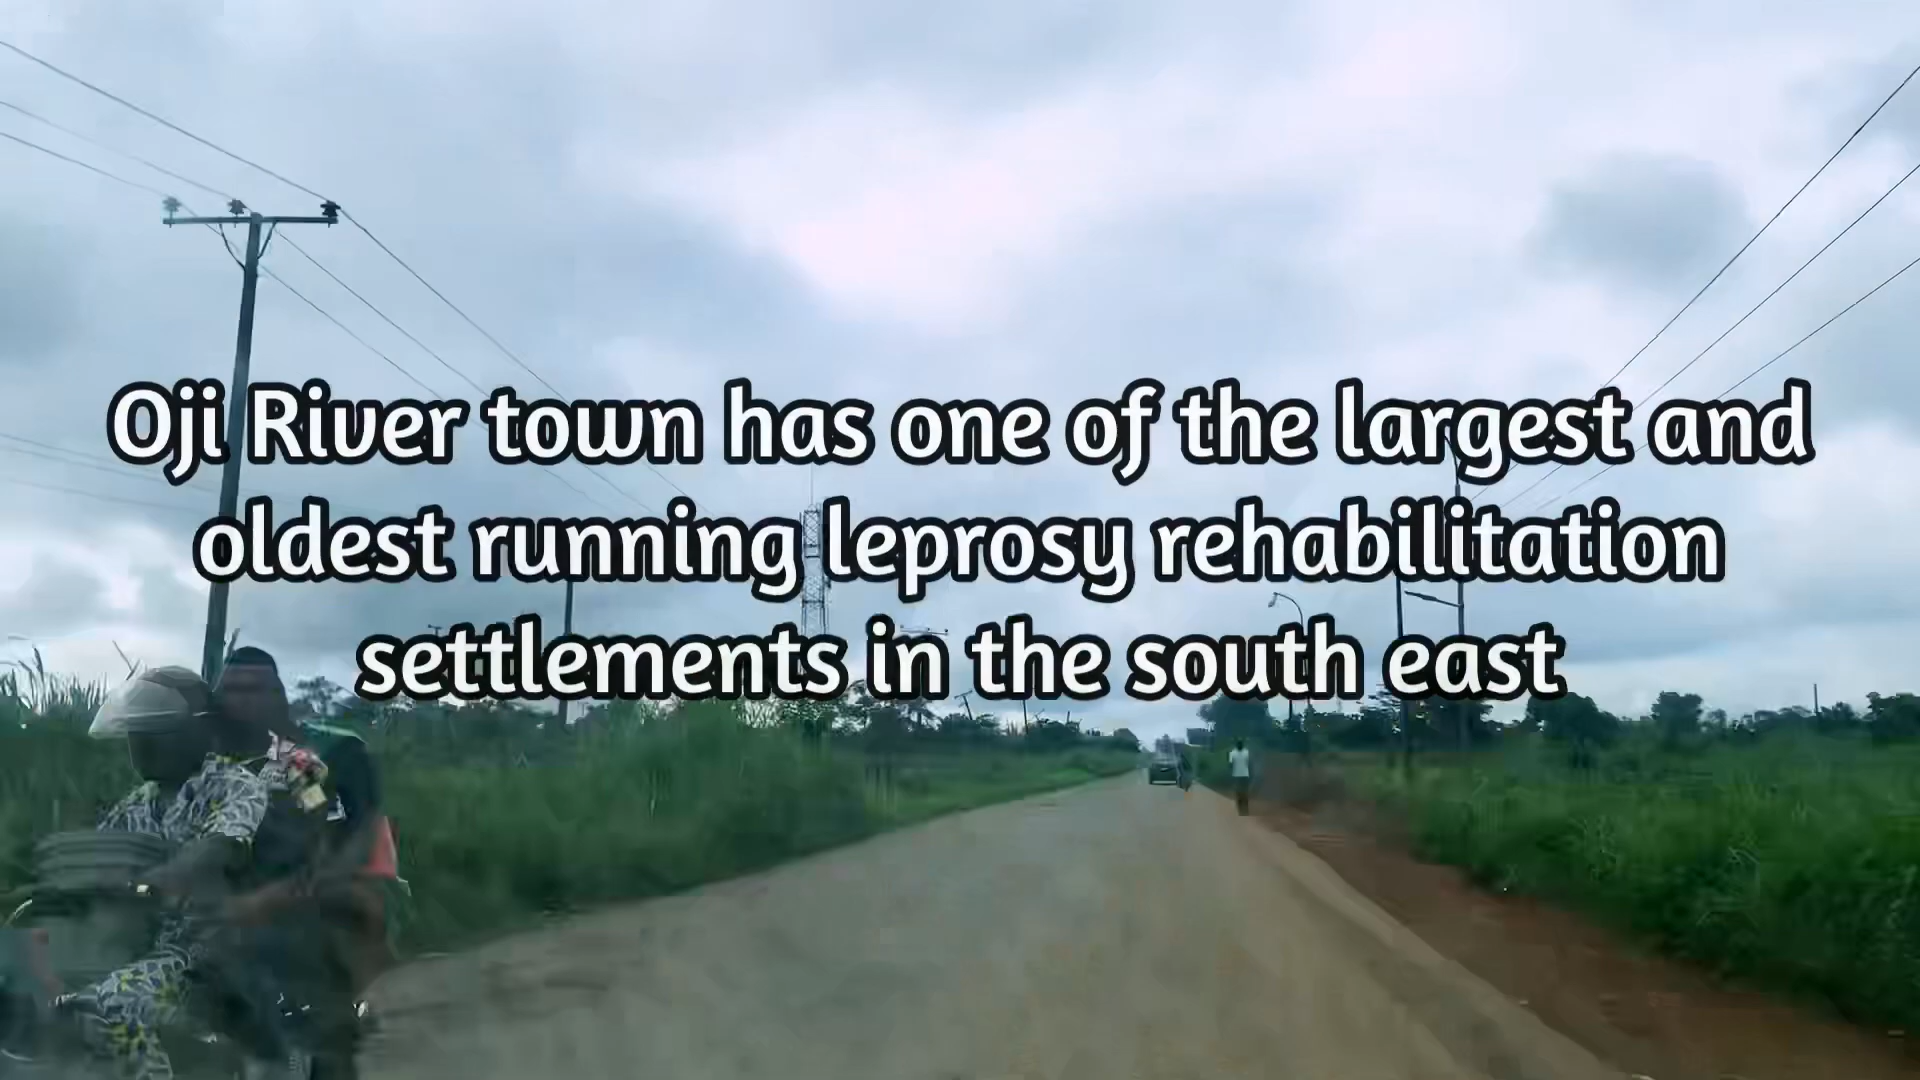 Oji River town has one of the largest and
oldest running leprosy rehabilitation
settlements in the south east